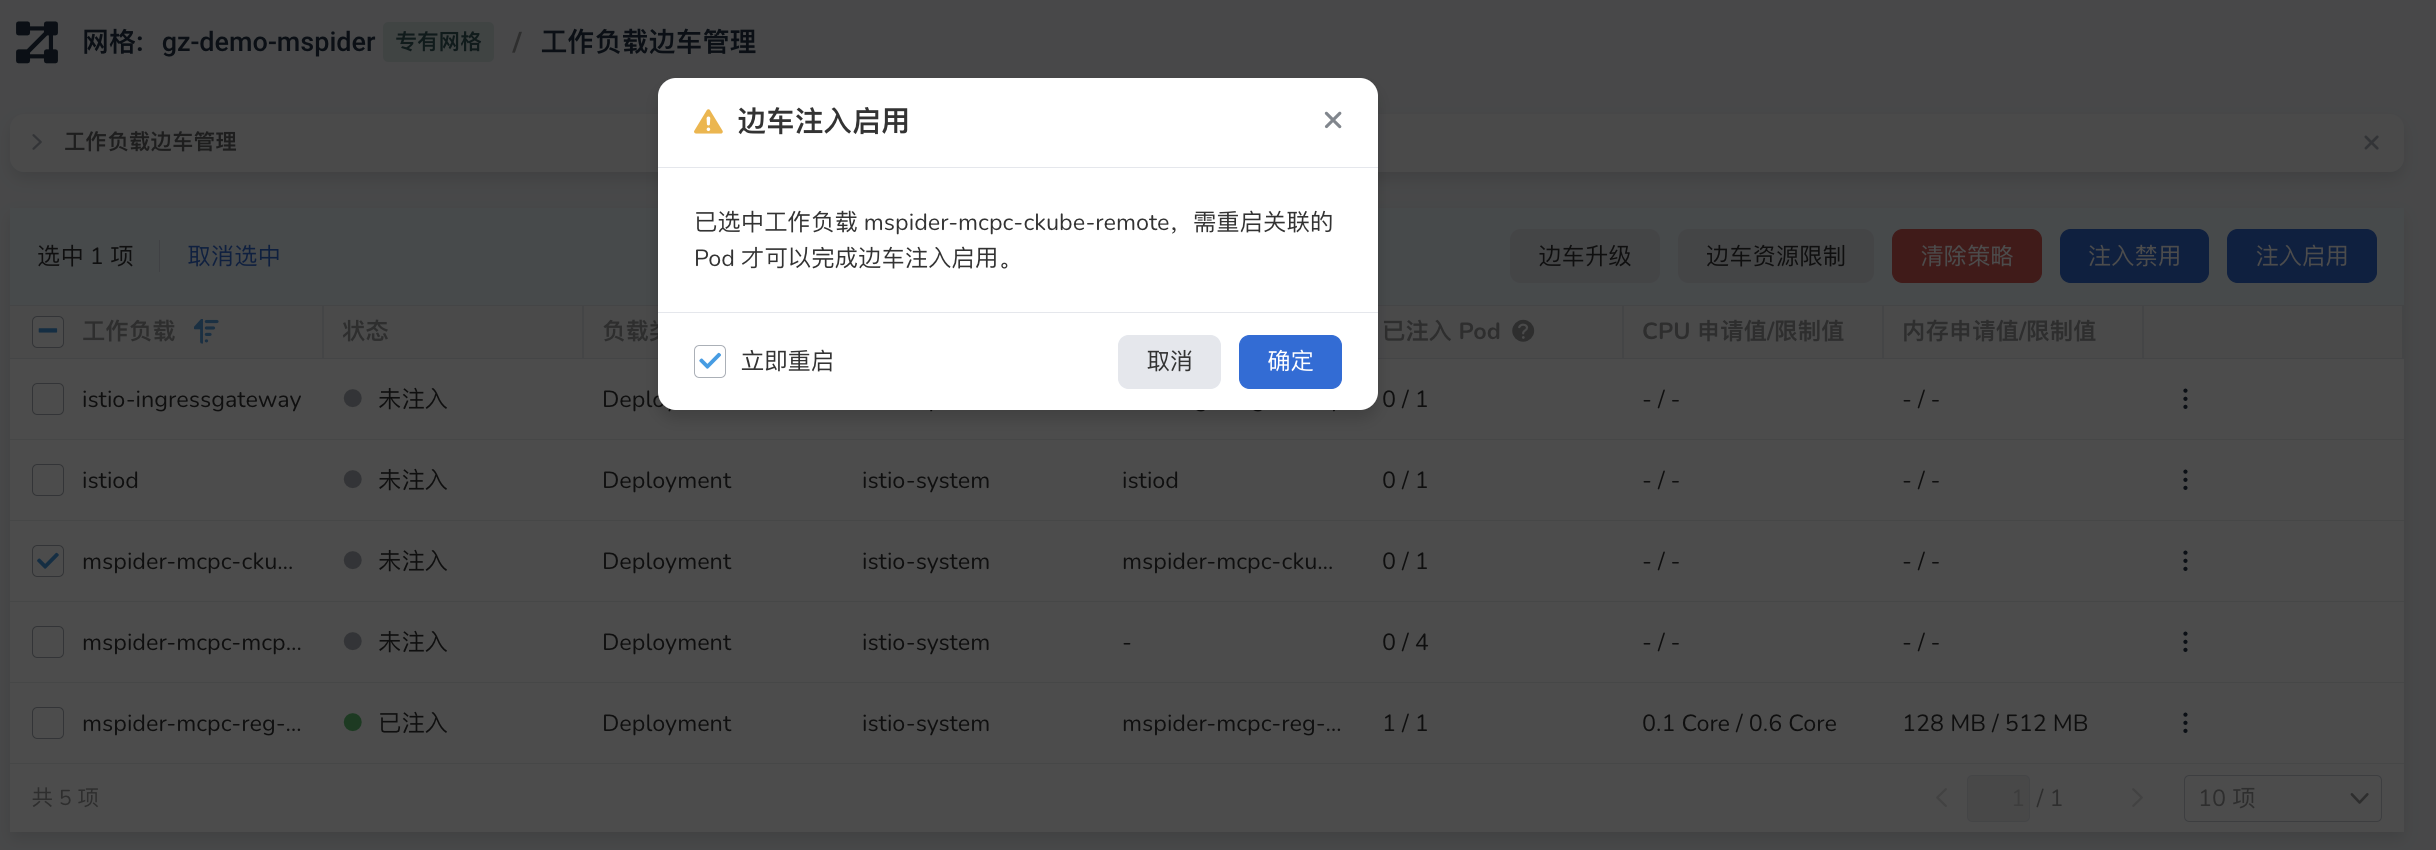 网格: gz-demo-mspider 专有网格 / 工作负载边车管理
工作负载边车管理
边车注入启用
已选中工作负载 mspider-mcpc-ckube-remote，需重启关联的
Pod 才可以完成边车注入启用。
立即重启 取消 确定
选中 1 项 取消选中 边车升级 边车资源限制 清除策略 注入禁用 注入启用
工作负载 状态 负载 已注入 Pod CPU 申请值/限制值 内存申请值/限制值
istio-ingressgateway 未注入 0 / 1 - / - - / -
istiod 未注入 Deployment istio-system istiod 0 / 1 - / - - / -
mspider-mcpc-cku... 未注入 Deployment istio-system mspider-mcpc-cku... 0 / 1 - / - - / -
mspider-mcpc-mcp... 未注入 Deployment istio-system - 0 / 4 - / - - / -
mspider-mcpc-reg-... 已注入 Deployment istio-system mspider-mcpc-reg-... 1 / 1 0.1 Core / 0.6 Core 128 MB / 512 MB
共 5 项 1 / 1 10 项